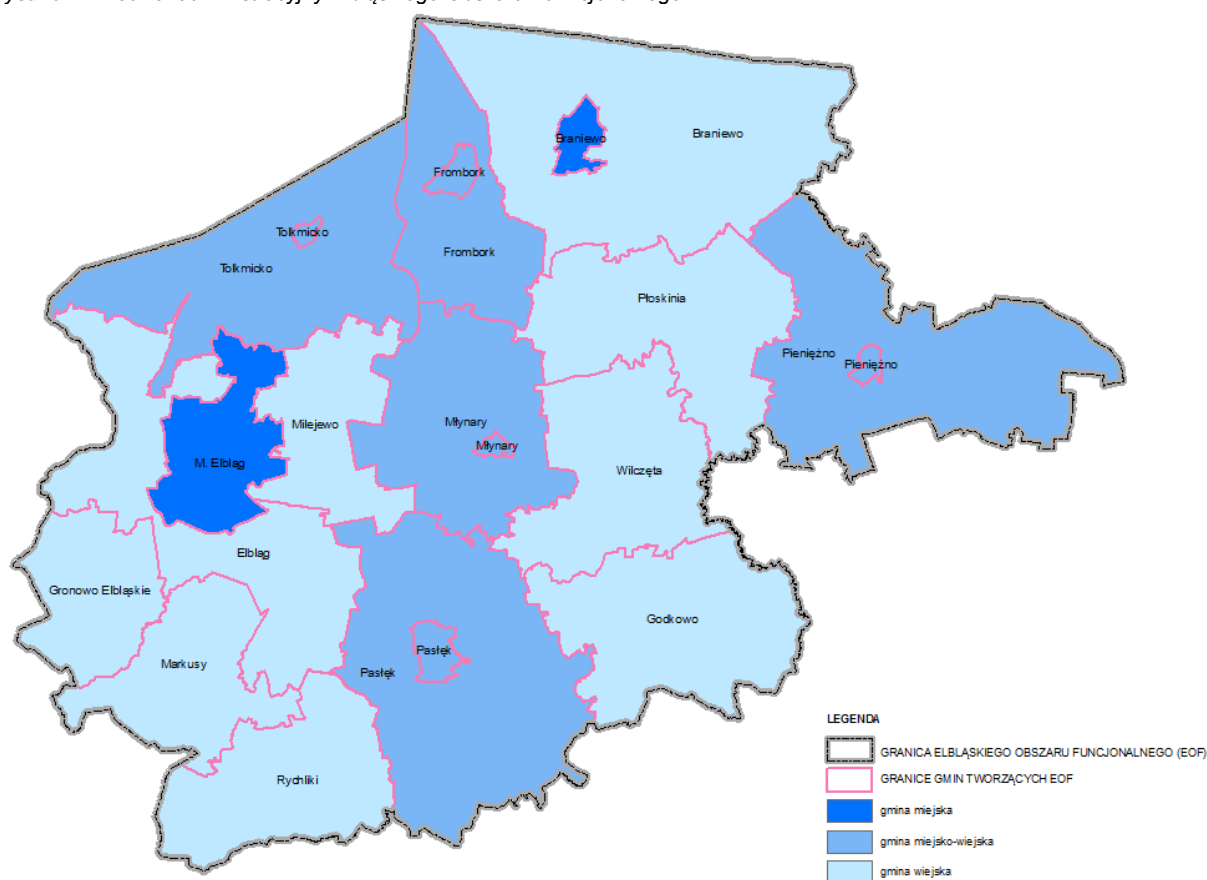 Braniewo
Braniewo
Frombork
Tolkmicko
Frombork
Tolkmicko
Płoskinia
Pieniężno
Pieniężno
Milejewo
Młynary
Młynary
M. Elbląg
Wilczęta
Elbląg
Gronowo Elbląskie
Godkowo
Markusy
Pasłęk
Pasłęk
Rychliki
LEGENDA
GRANICA ELBLĄSKIEGO OBSZARU FUNCJONALNEGO (EOF)
GRANICE GMIN TWORZĄCYCH EOF
gmina miejska
gmina miejsko-wiejska
gmina wiejska